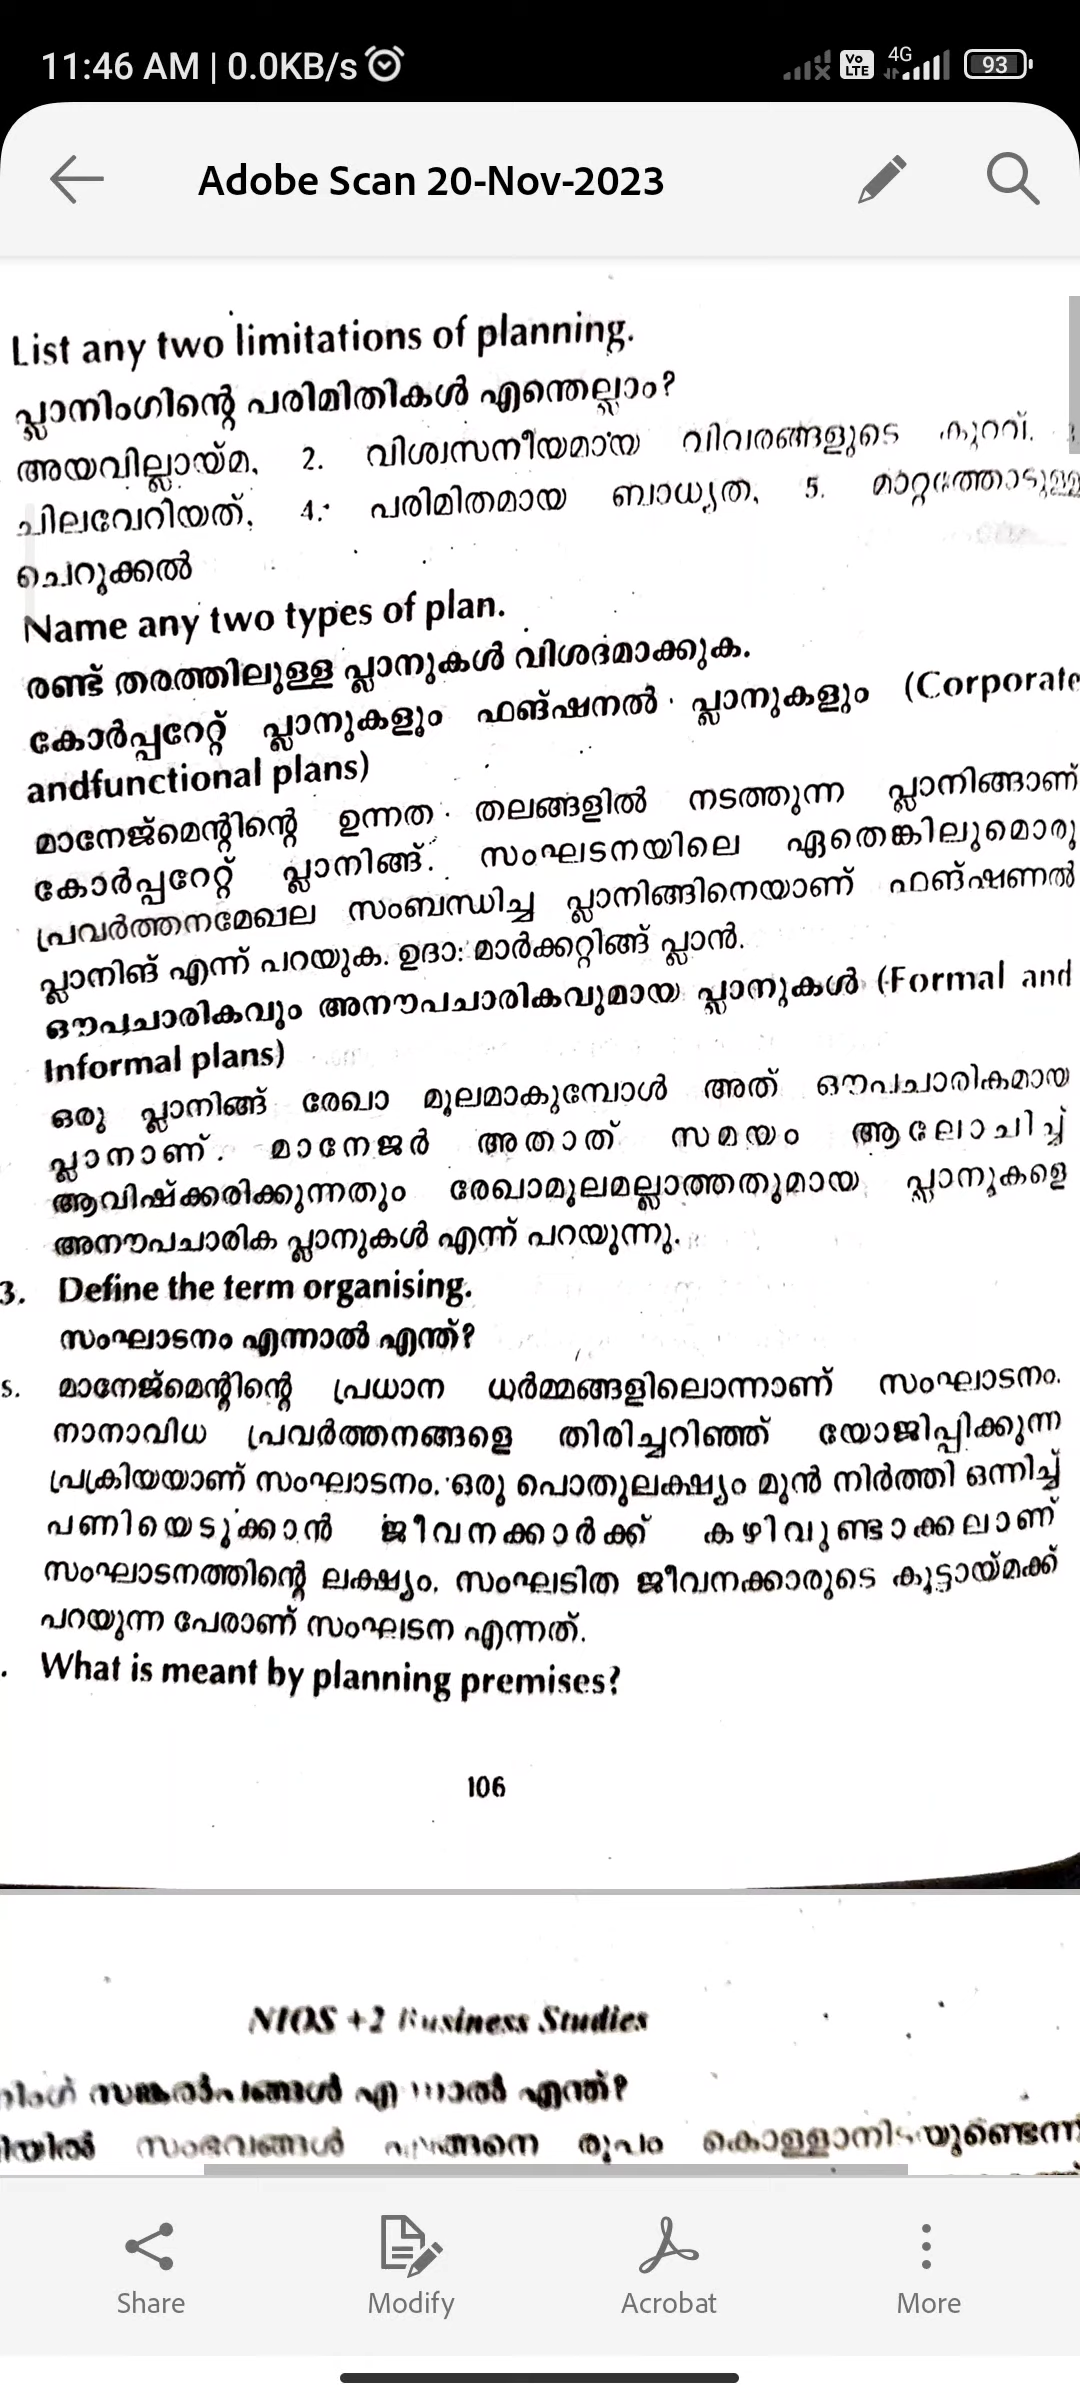 11:46 AM | 0.0KB/s
Vo LTE 4G 93
Adobe Scan 20-Nov-2023
List any two limitations of planning.
പ്ലാനിംഗിന്റെ പരിമിതികൾ എന്തെല്ലാം?
അയവില്ലായ്മ, 2. വിശ്വസനീയമായ വിവരങ്ങളുടെ കുറവ്.
ചിലവേറിയത്, 4. പരിമിതമായ ബാധ്യത, 5. മാറ്റത്തോടുള്ള
ചെറുക്കൽ
Name any two types of plan.
രണ്ട് തരത്തിലുള്ള പ്ലാനുകൾ വിശദമാക്കുക.
കോർപ്പറേറ്റ് പ്ലാനുകളും ഫങ്ഷനൽ പ്ലാനുകളും (Corporate
andfunctional plans)
മാനേജ്മെന്റിന്റെ ഉന്നത തലങ്ങളിൽ നടത്തുന്ന പ്ലാനിങ്ങാണ്
കോർപ്പറേറ്റ് പ്ലാനിങ്ങ്. സംഘടനയിലെ ഏതെങ്കിലുമൊരു
പ്രവർത്തനമേഖല സംബന്ധിച്ച പ്ലാനിങ്ങിനെയാണ് ഫങ്ഷണൽ
പ്ലാനിങ് എന്ന് പറയുക. ഉദാ: മാർക്കറ്റിങ്ങ് പ്ലാൻ.
ഔപചാരികവും അനൗപചാരികവുമായ പ്ലാനുകൾ (Formal and
Informal plans)
ഒരു പ്ലാനിങ്ങ് രേഖാ മൂലമാകുമ്പോൾ അത് ഔപചാരികമായ
പ്ലാനാണ്. മാനേജർ അതാത് സമയം ആലോചിച്ച്
ആവിഷ്ക്കരിക്കുന്നതും രേഖാമൂലമല്ലാത്തതുമായ പ്ലാനുകളെ
അനൗപചാരിക പ്ലാനുകൾ എന്ന് പറയുന്നു.
3. Define the term organising.
സംഘാടനം എന്നാൽ എന്ത്?
s. മാനേജ്മെന്റിന്റെ പ്രധാന ധർമ്മങ്ങളിലൊന്നാണ് സംഘാടനം.
നാനാവിധ പ്രവർത്തനങ്ങളെ തിരിച്ചറിഞ്ഞ് യോജിപ്പിക്കുന്ന
പ്രക്രിയയാണ് സംഘാടനം. ഒരു പൊതുലക്ഷ്യം മുൻ നിർത്തി ഒന്നിച്ച്
പണിയെടുക്കാൻ ജീവനക്കാർക്ക് കഴിവുണ്ടാക്കലാണ്
സംഘാടനത്തിന്റെ ലക്ഷ്യം. സംഘടിത ജീവനക്കാരുടെ കൂട്ടായ്മക്ക്
പറയുന്ന പേരാണ് സംഘടന എന്നത്.
. What is meant by planning premises?
106
NIOS +2 Business Studies
എന്നാൽ എന്ത്?
സംഭവങ്ങൾ എങ്ങനെ രൂപം
Share Modify Acrobat More